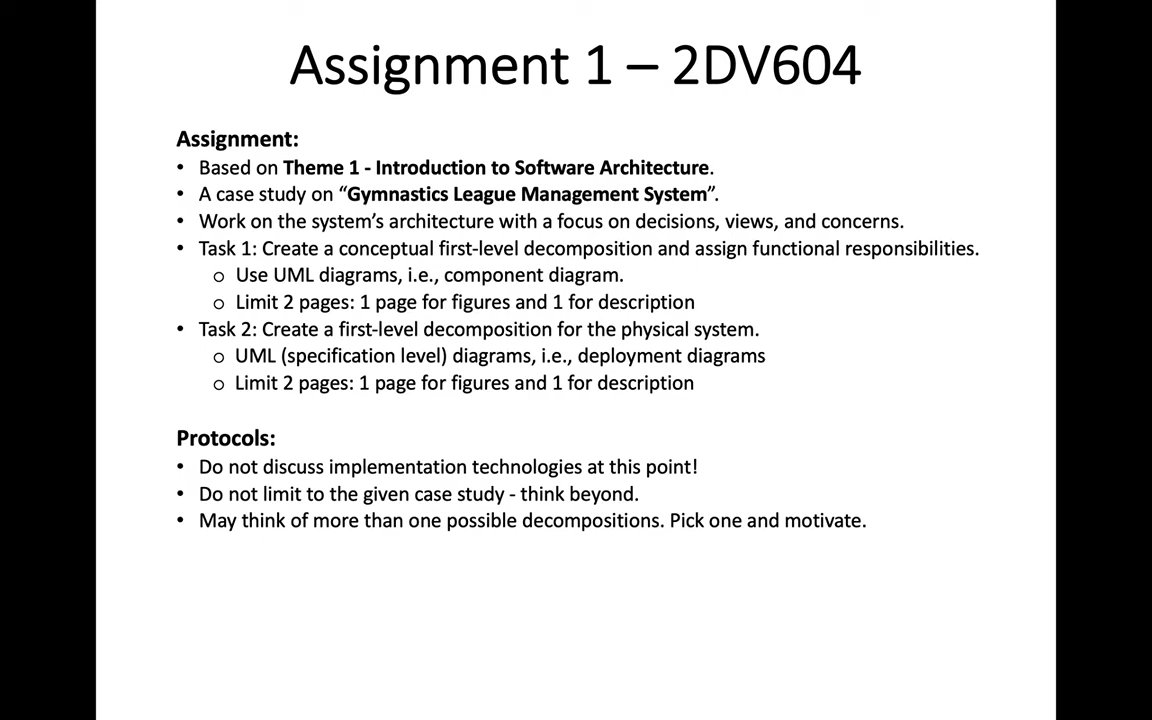 Assignment 1 – 2DV604
Assignment:
• Based on Theme 1 - Introduction to Software Architecture.
• A case study on “Gymnastics League Management System”.
• Work on the system’s architecture with a focus on decisions, views, and concerns.
• Task 1: Create a conceptual first-level decomposition and assign functional responsibilities.
o Use UML diagrams, i.e., component diagram.
o Limit 2 pages: 1 page for figures and 1 for description
• Task 2: Create a first-level decomposition for the physical system.
o UML (specification level) diagrams, i.e., deployment diagrams
o Limit 2 pages: 1 page for figures and 1 for description
Protocols:
• Do not discuss implementation technologies at this point!
• Do not limit to the given case study - think beyond.
• May think of more than one possible decompositions. Pick one and motivate.